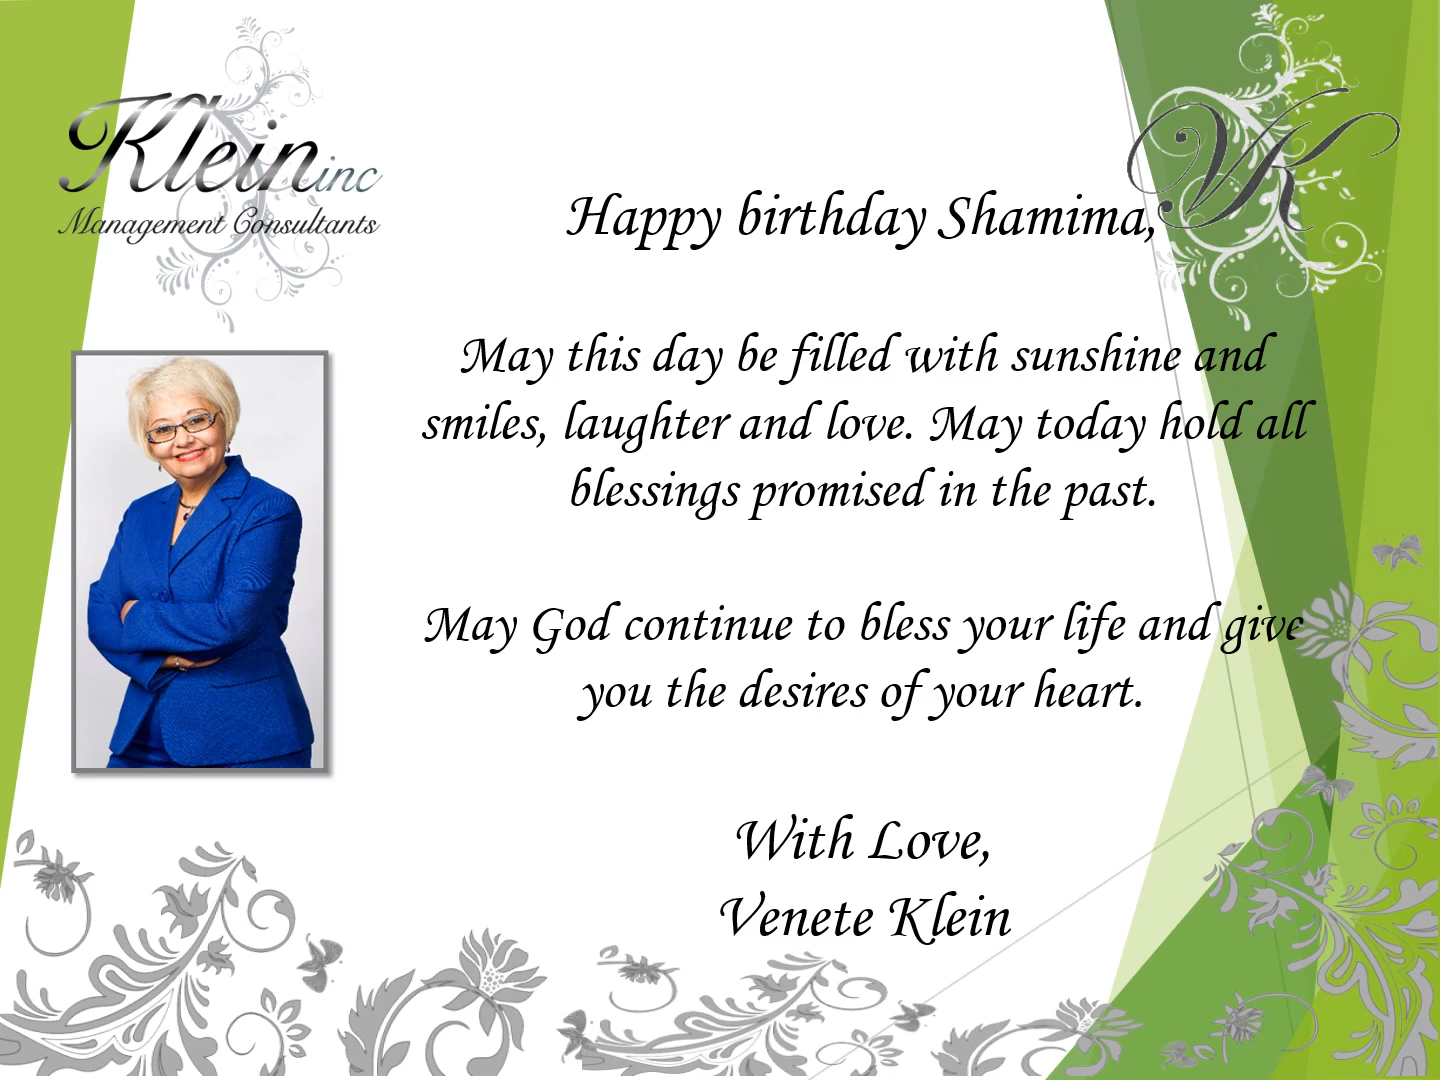 Klein inc
Management Consultants
VK
Happy birthday Shamima,
May this day be filled with sunshine and
smiles, laughter and love. May today hold all
blessings promised in the past.
May God continue to bless your life and give
you the desires of your heart.
With Love,
Venete Klein